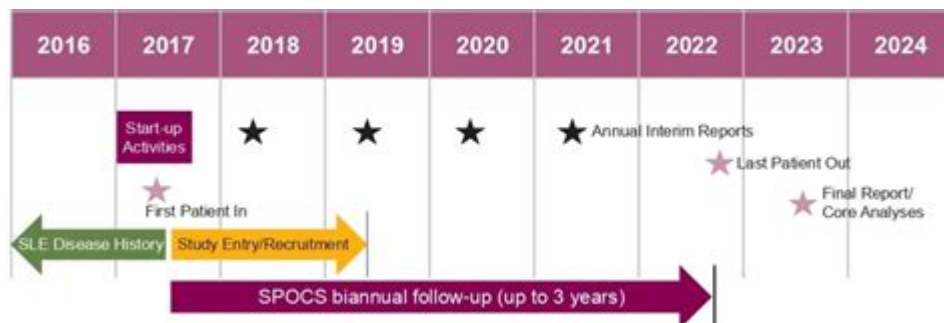 2016 2017 2018 2019 2020 2021 2022 2023 2024
Start-up
Activities
Annual Interim Reports
Last Patient Out
First Patient In
Final Report/
Core Analyses
SLE Disease History
Study Entry/Recruitment
SPOCS biannual follow-up (up to 3 years)